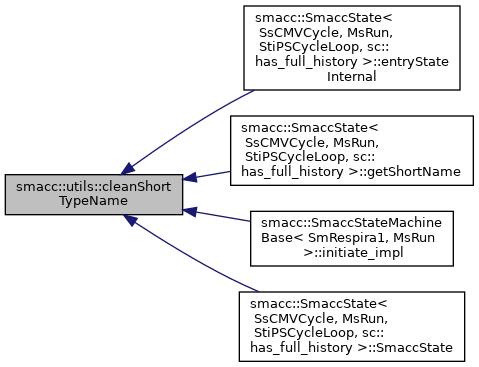 smacc::SmaccState<
SsCMVCycle, MsRun,
StiPSCycleLoop, sc::
has_full_history >::entryState
Internal
smacc::SmaccState<
SsCMVCycle, MsRun,
StiPSCycleLoop, sc::
has_full_history >::getShortName
smacc::utils::cleanShort
TypeName
smacc::SmaccStateMachine
Base< SmRespira1, MsRun
>::initiate_impl
smacc::SmaccState<
SsCMVCycle, MsRun,
StiPSCycleLoop, sc::
has_full_history >::SmaccState